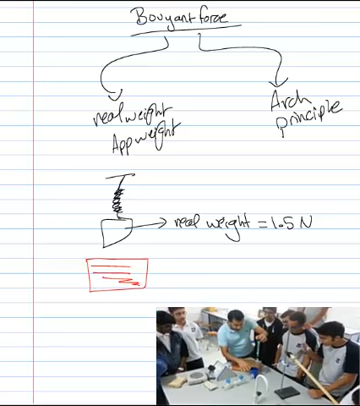 Bouyant force
real weight
App weight
Arch
principle
real weight = 1.5 N